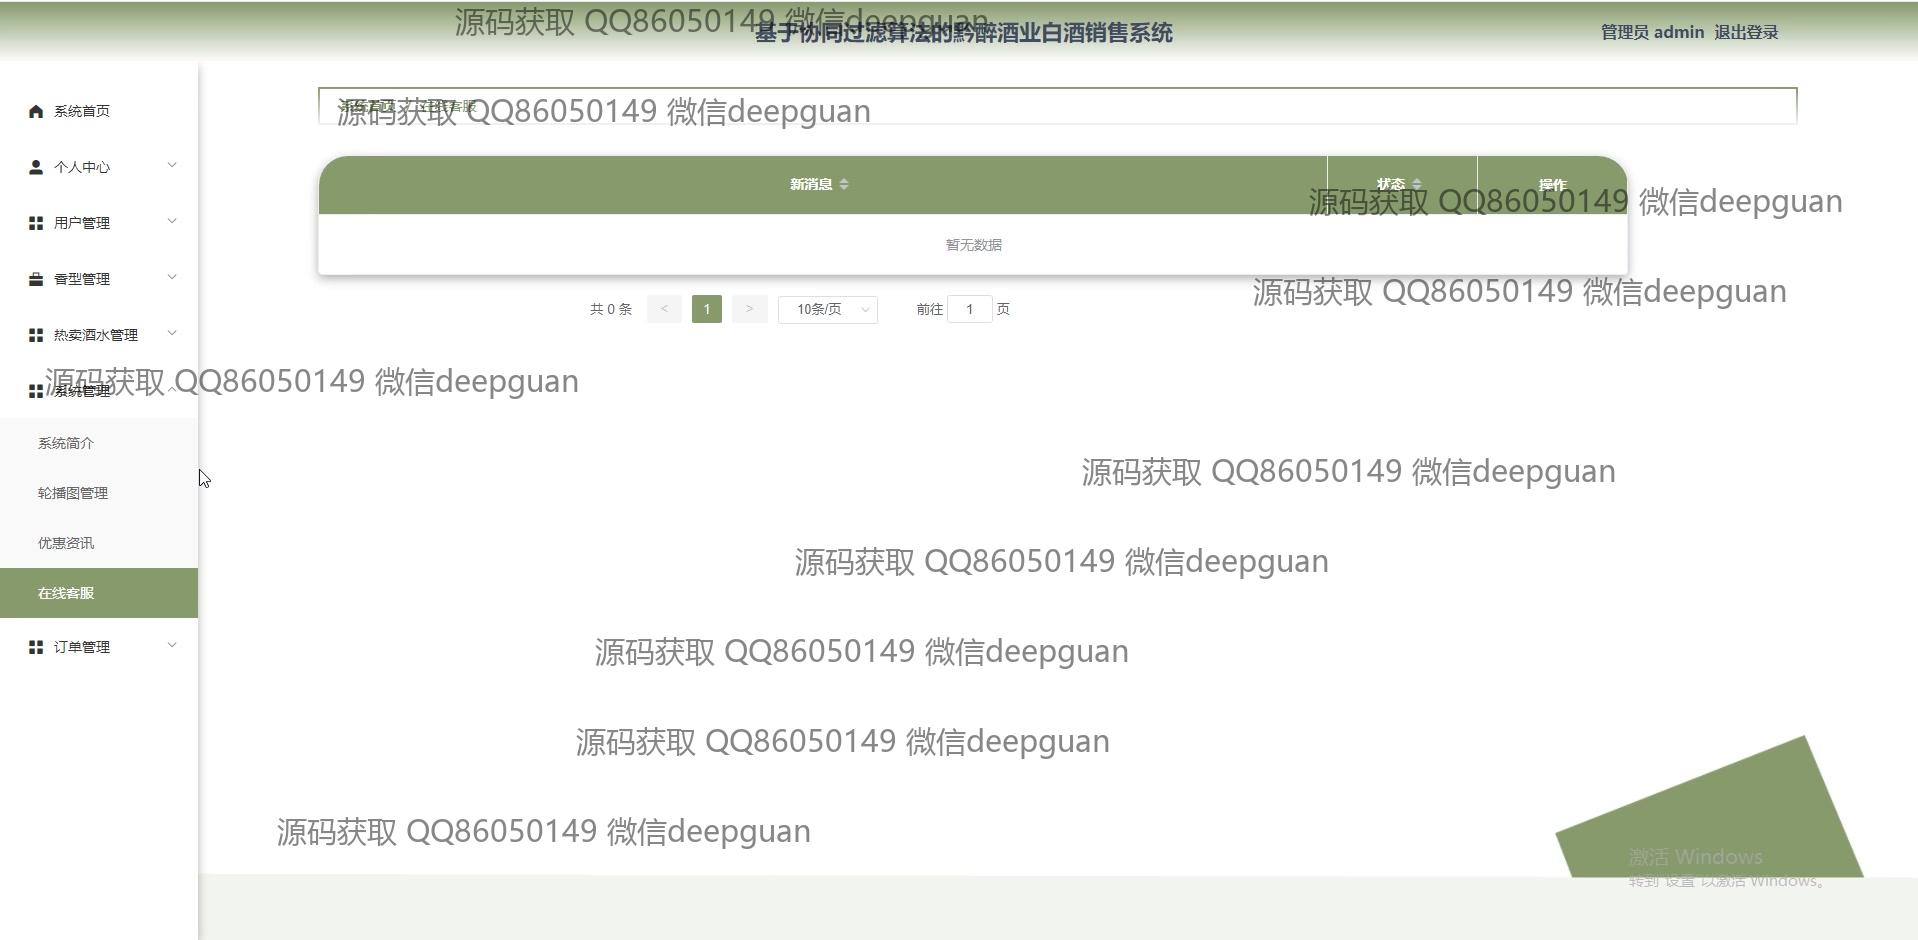 源码获取 QQ86050149 微信deepguan
基于协同过滤算法的黔醉酒业白酒销售系统
管理员 admin 退出登录
系统首页
个人中心
用户管理
香型管理
热卖酒水管理
系统管理
系统简介
轮播图管理
优惠资讯
在线客服
订单管理
系统首页 / 在线客服
源码获取 QQ86050149 微信deepguan
新消息 状态 操作
源码获取 QQ86050149 微信deepguan
暂无数据
源码获取 QQ86050149 微信deepguan
共 0 条 < 1 > 10条/页 前往 1 页
源码获取 QQ86050149 微信deepguan
源码获取 QQ86050149 微信deepguan
源码获取 QQ86050149 微信deepguan
源码获取 QQ86050149 微信deepguan
源码获取 QQ86050149 微信deepguan
源码获取 QQ86050149 微信deepguan
激活 Windows
转到"设置"以激活 Windows。